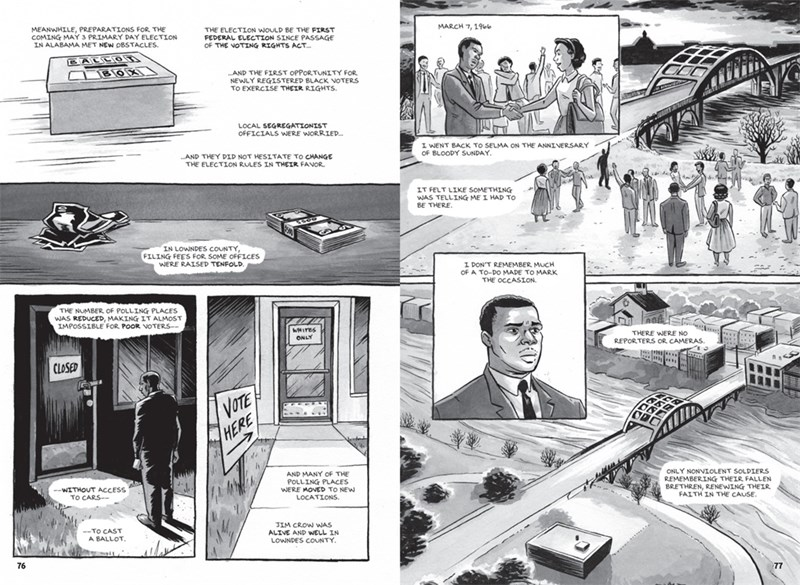 MEANWHILE, PREPARATIONS FOR THE
COMING MAY 3 PRIMARY DAY ELECTION
IN ALABAMA MET NEW OBSTACLES.
BALLOT
BOX
THE ELECTION WOULD BE THE FIRST
FEDERAL ELECTION SINCE PASSAGE
OF THE VOTING RIGHTS ACT...
...AND THE FIRST OPPORTUNITY FOR
NEWLY REGISTERED BLACK VOTERS
TO EXERCISE THEIR RIGHTS.
LOCAL SEGREGATIONIST
OFFICIALS WERE WORRIED...
...AND THEY DID NOT HESITATE TO CHANGE
THE ELECTION RULES IN THEIR FAVOR.
IN LOWNDES COUNTY,
FILING FEES FOR SOME OFFICES
WERE RAISED TENFOLD.
THE NUMBER OF POLLING PLACES
WAS REDUCED, MAKING IT ALMOST
IMPOSSIBLE FOR POOR VOTERS--
CLOSED
--WITHOUT ACCESS
TO CARS--
--TO CAST
A BALLOT.
WHITES
ONLY
VOTE
HERE
AND MANY OF THE
POLLING PLACES
WERE MOVED TO NEW
LOCATIONS.
JIM CROW WAS
ALIVE AND WELL IN
LOWNDES COUNTY.
76
MARCH 7, 1966
I WENT BACK TO SELMA ON THE ANNIVERSARY
OF BLOODY SUNDAY.
IT FELT LIKE SOMETHING
WAS TELLING ME I HAD TO
BE THERE.
I DON'T REMEMBER MUCH
OF A TO-DO MADE TO MARK
THE OCCASION.
THERE WERE NO
REPORTERS OR CAMERAS.
ONLY NONVIOLENT SOLDIERS
REMEMBERING THEIR FALLEN
BRETHREN, RENEWING THEIR
FAITH IN THE CAUSE.
77